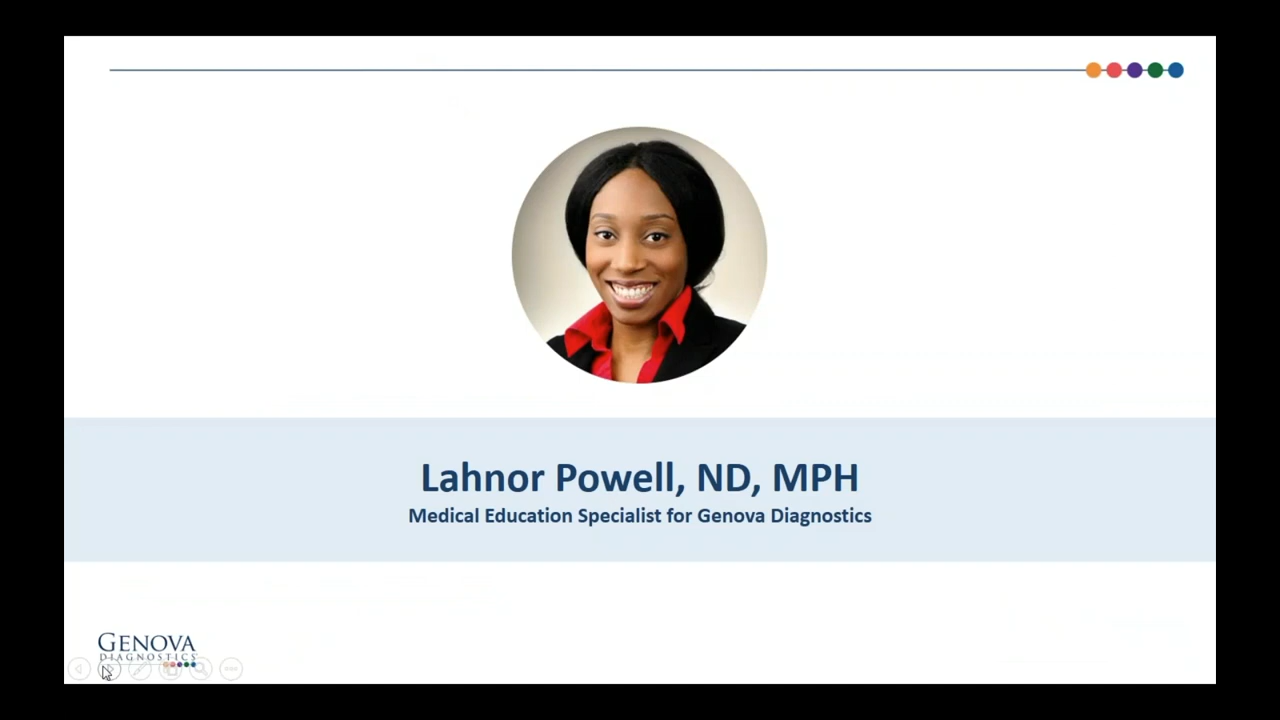 Lahnor Powell, ND, MPH
Medical Education Specialist for Genova Diagnostics
GENOVA
DIAGNOSTICS